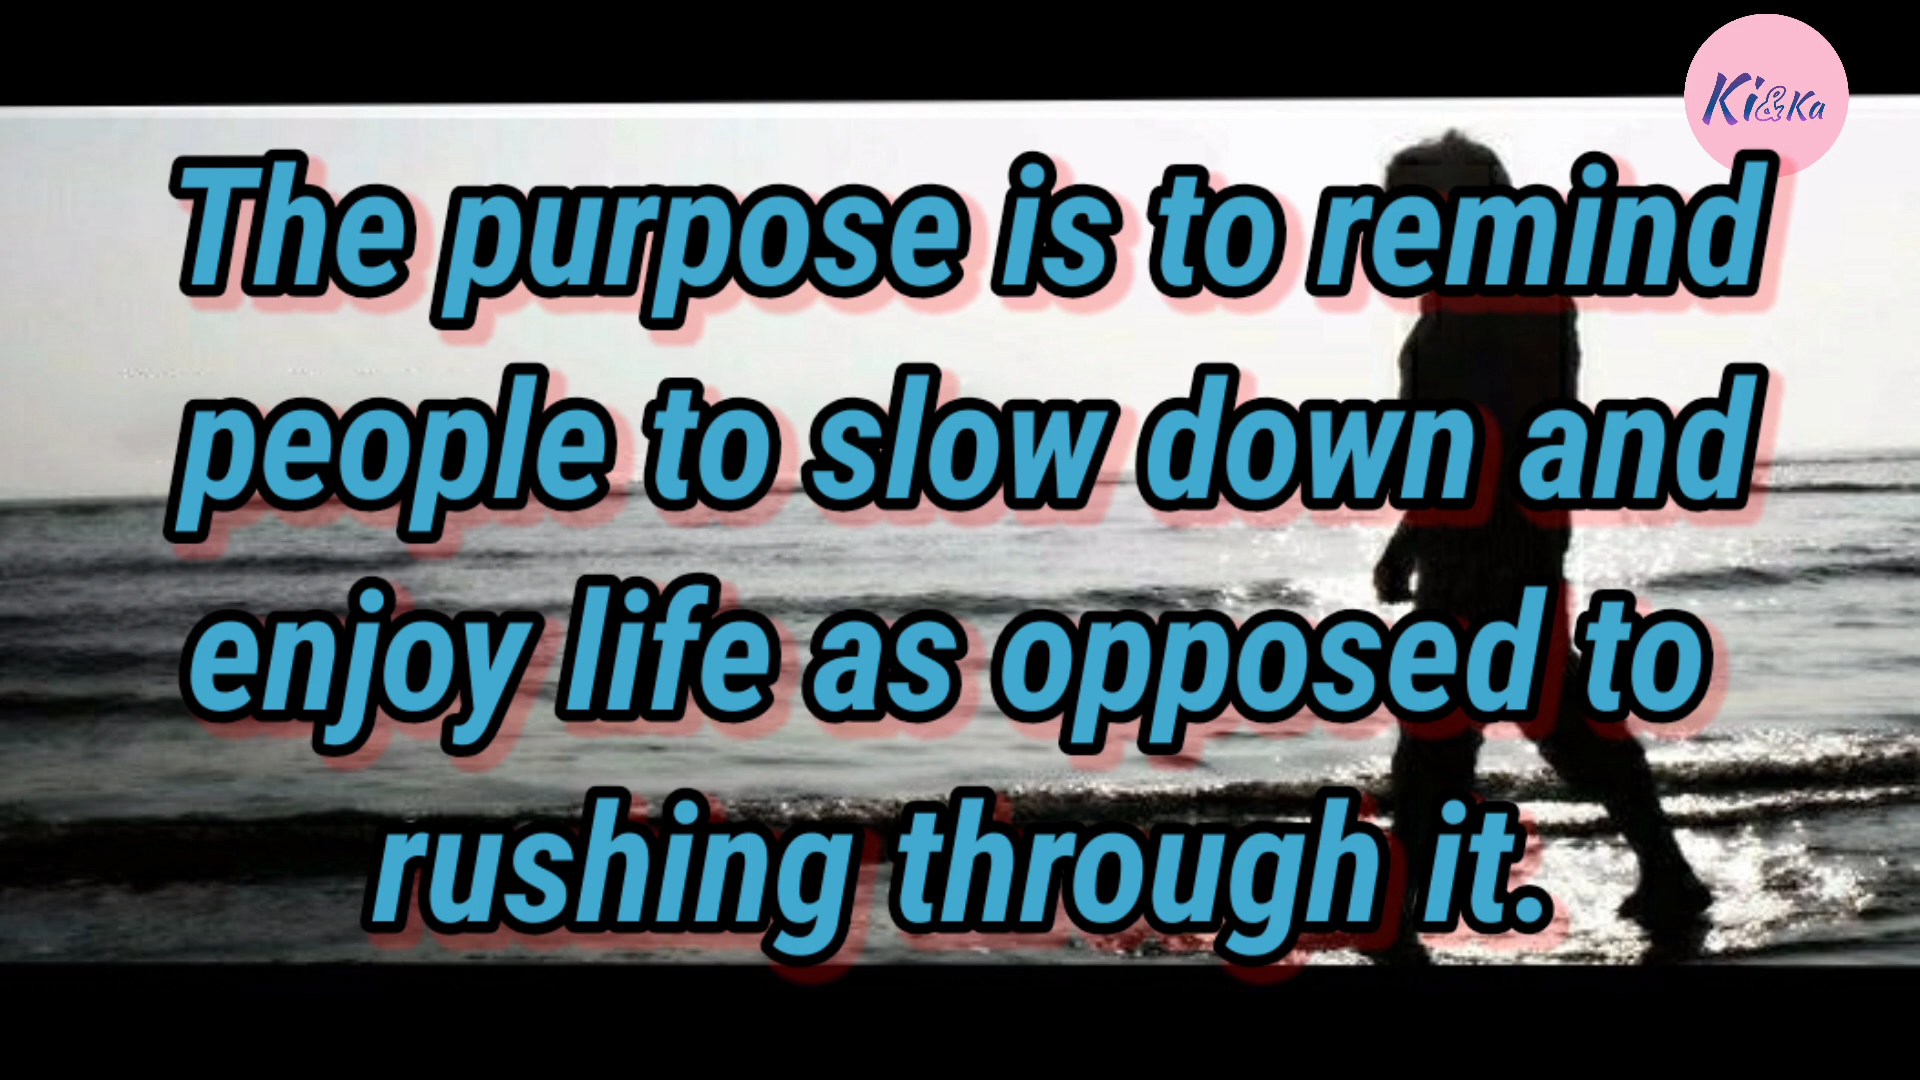 Ki&Ka
The purpose is to remind
people to slow down and
enjoy life as opposed to
rushing through it.